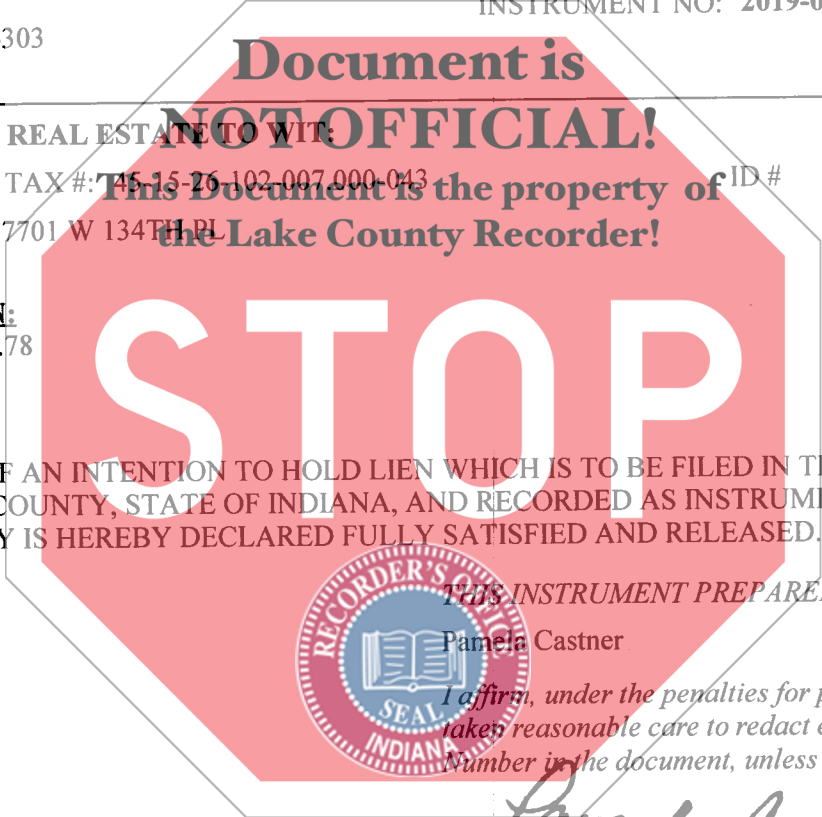 INSTRUMENT NO: 2019-0
303
Document is
NOT OFFICIAL!
REAL ESTATE TO WIT:
TAX #: 45-15-26-102-007.000-043 ID #
This Document is the property of
7701 W 134TH PL
the Lake County Recorder!
N:
.78
STOP
F AN INTENTION TO HOLD LIEN WHICH IS TO BE FILED IN T
COUNTY, STATE OF INDIANA, AND RECORDED AS INSTRUM
Y IS HEREBY DECLARED FULLY SATISFIED AND RELEASED.
THIS INSTRUMENT PREPARE
Pamela Castner
I affirm, under the penalties for p
taken reasonable care to redact e
Number in the document, unless
RECORDER'S OFFICE
SEAL
INDIANA